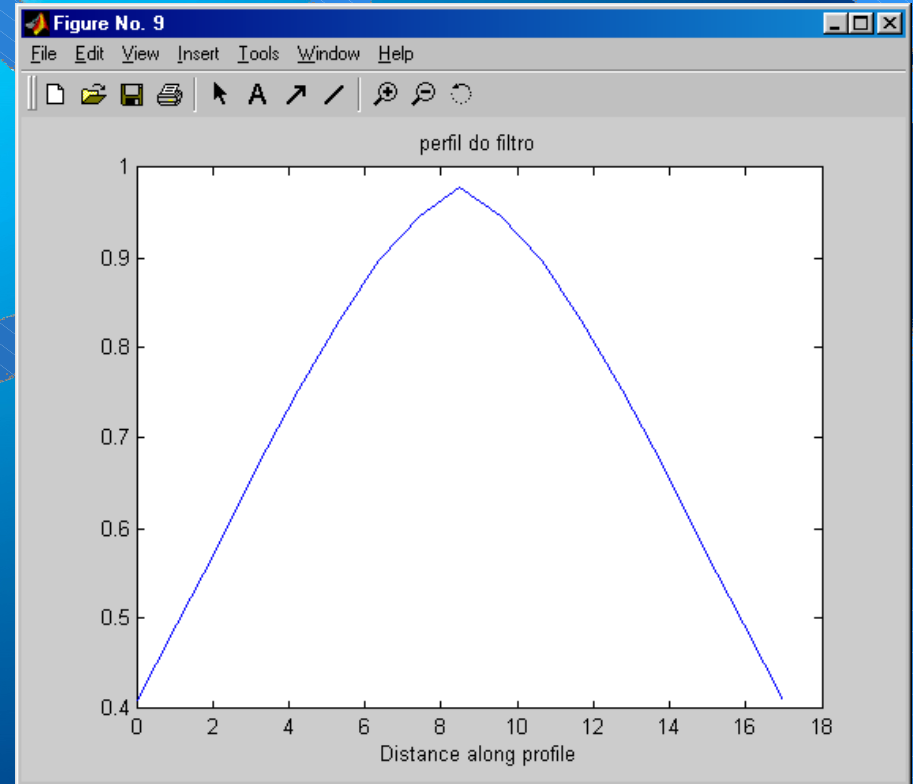 Figure No. 9
File Edit View Insert Tools Window Help
A
perfil do filtro
1
0.9
0.8
0.7
0.6
0.5
0.4
0 2 4 6 8 10 12 14 16 18
Distance along profile